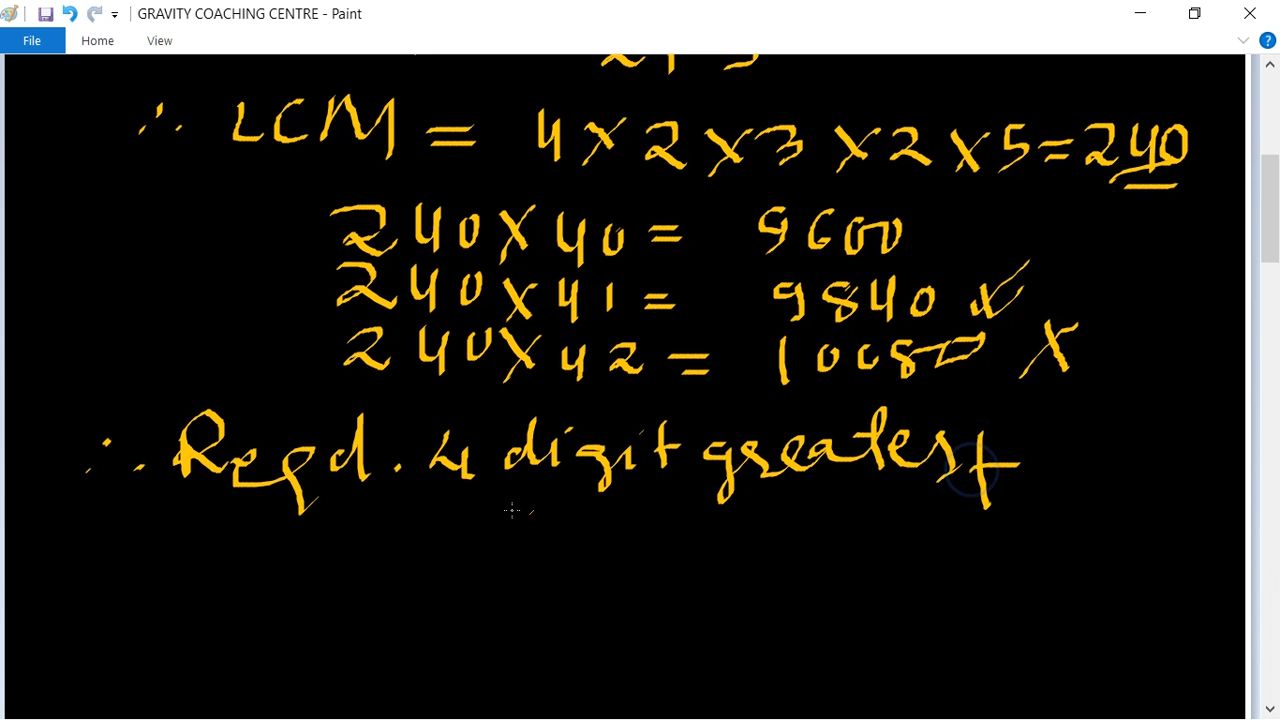 GRAVITY COACHING CENTRE - Paint
File Home View
∴ LCM = 4 X 2 X 3 X 2 X 5 = 240
240 X 40 = 9600
240 X 41 = 9840 ✓
240 X 42 = 10080 X
∴ Reqd. 4 digit greatest